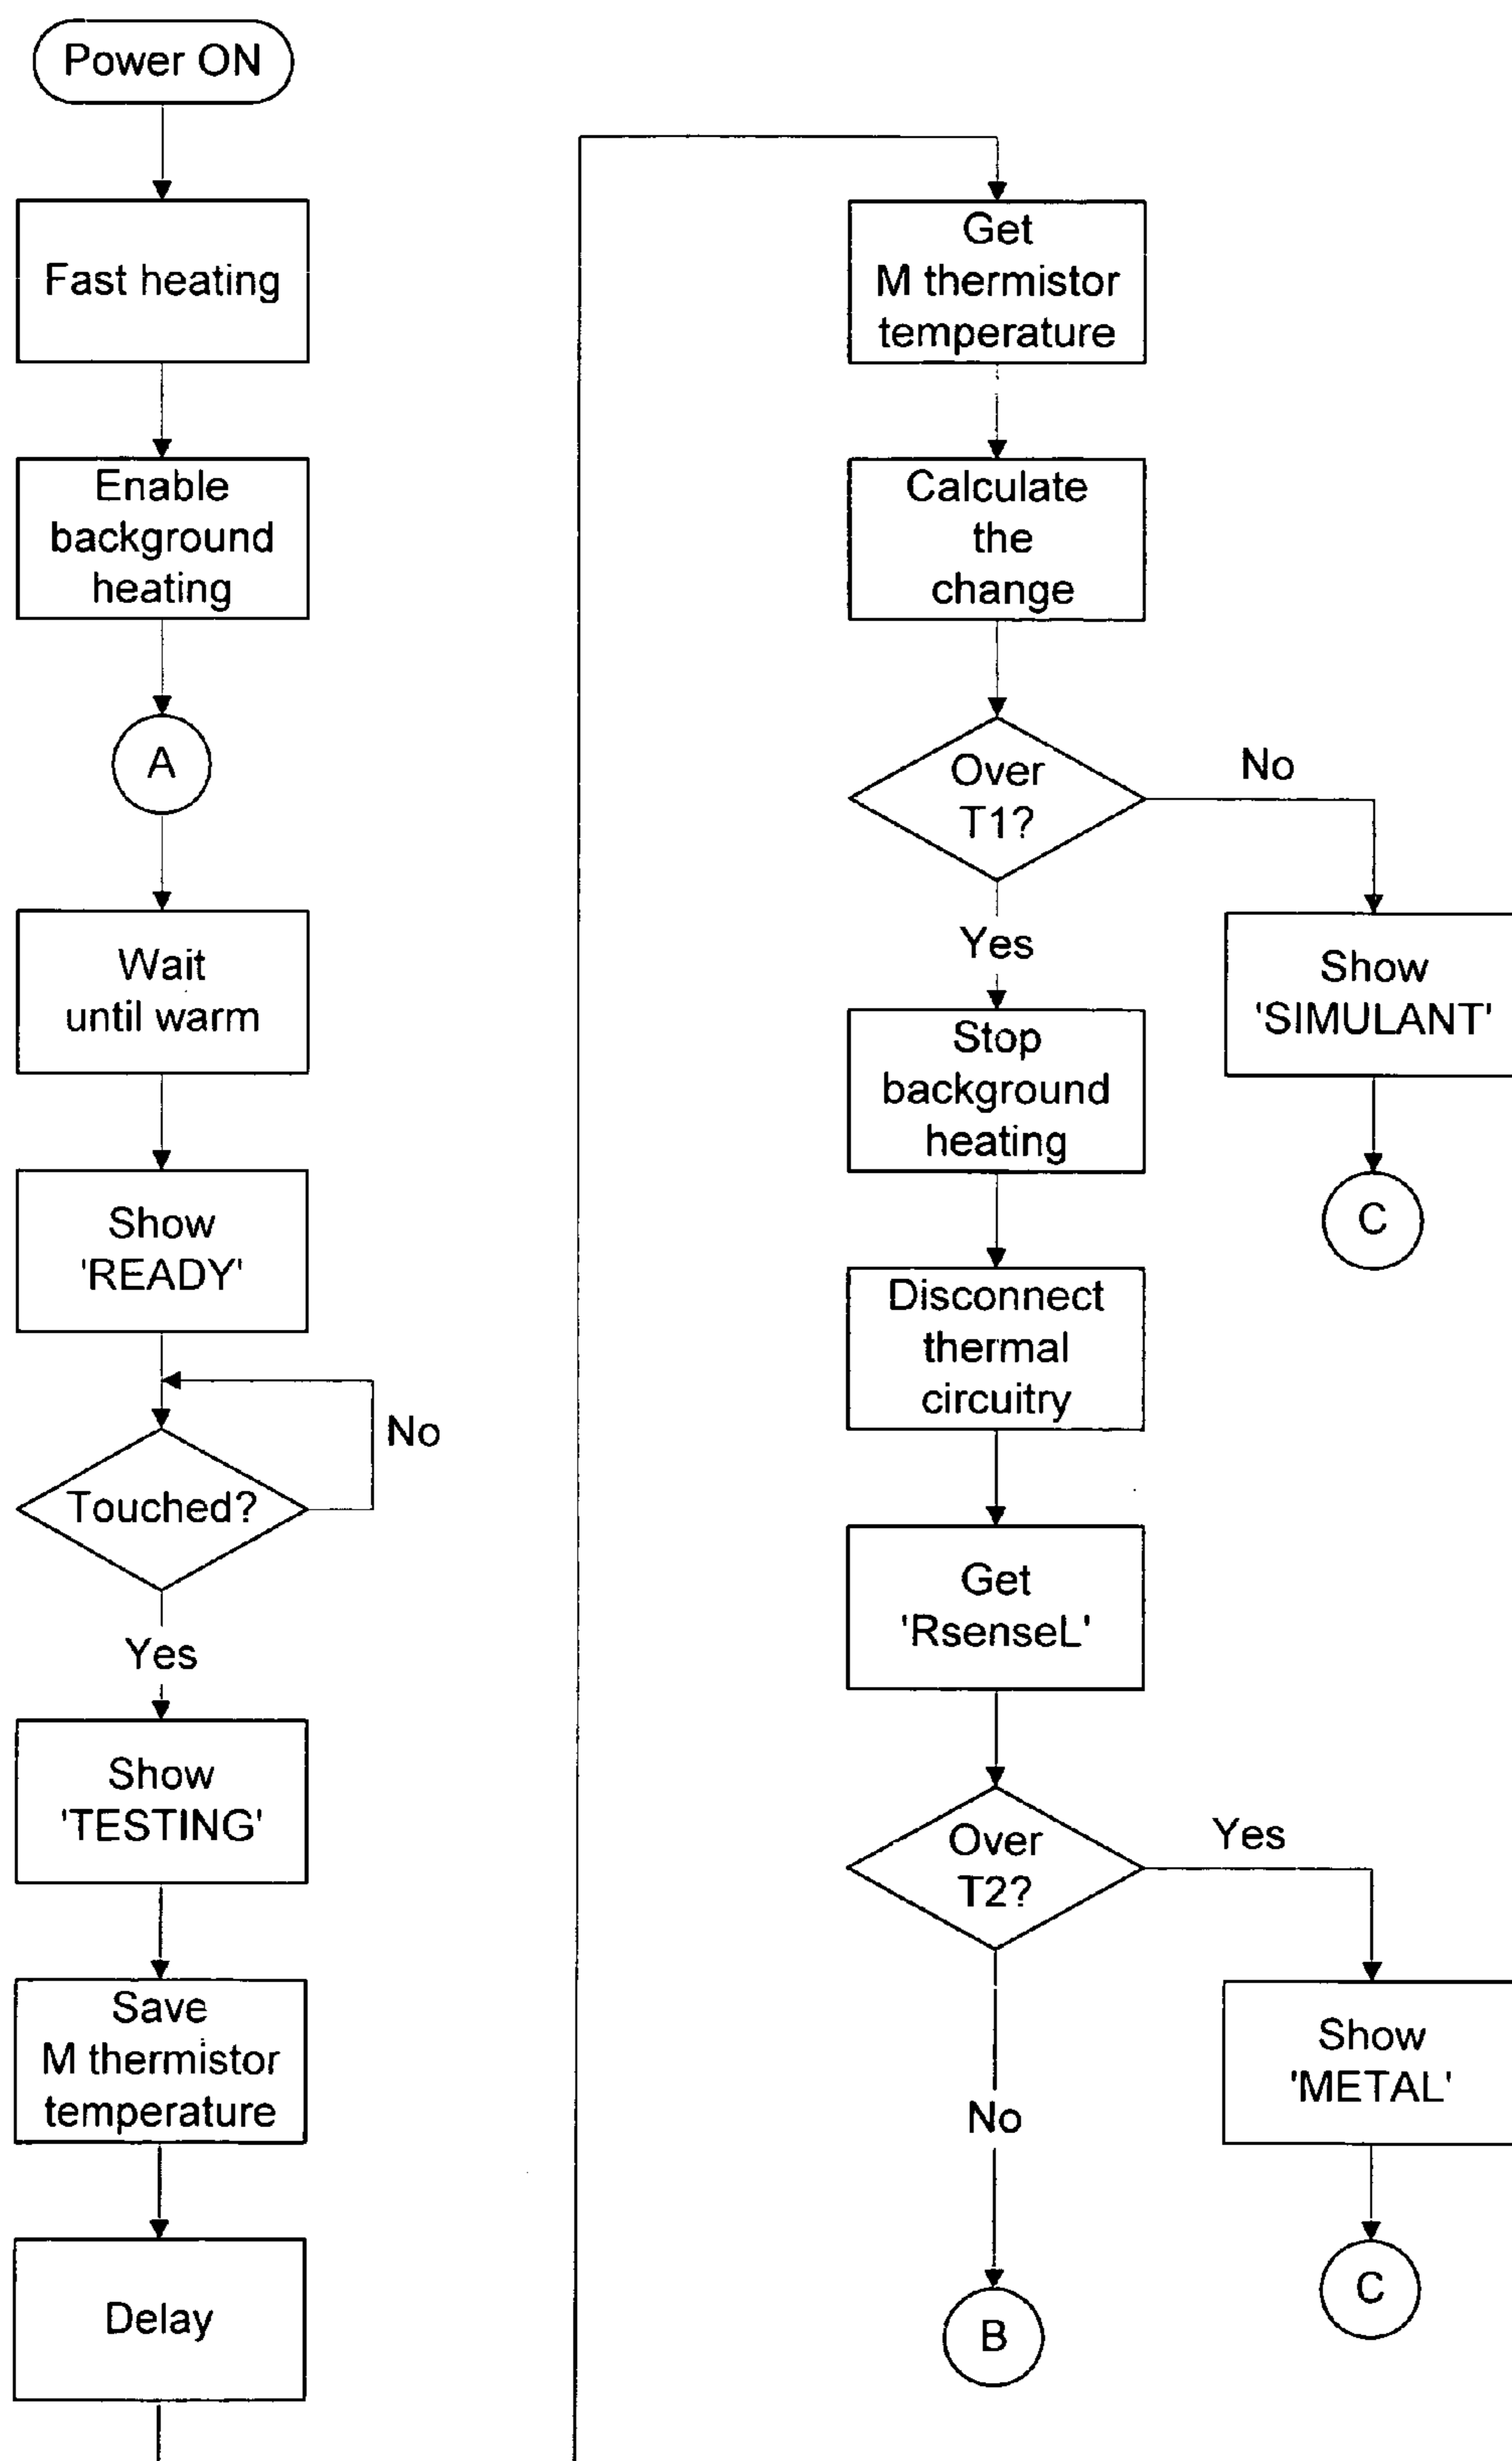 Power ON
Fast heating
Enable
background
heating
A
Wait
until warm
Show
'READY'
No
Touched?
Yes
Show
'TESTING'
Save
M thermistor
temperature
Delay
Get
M thermistor
temperature
Calculate
the
change
Over
T1?
No
Show
'SIMULANT'
C
Yes
Stop
background
heating
Disconnect
thermal
circuitry
Get
'RsenseL'
Over
T2?
Yes
Show
'METAL'
C
No
B